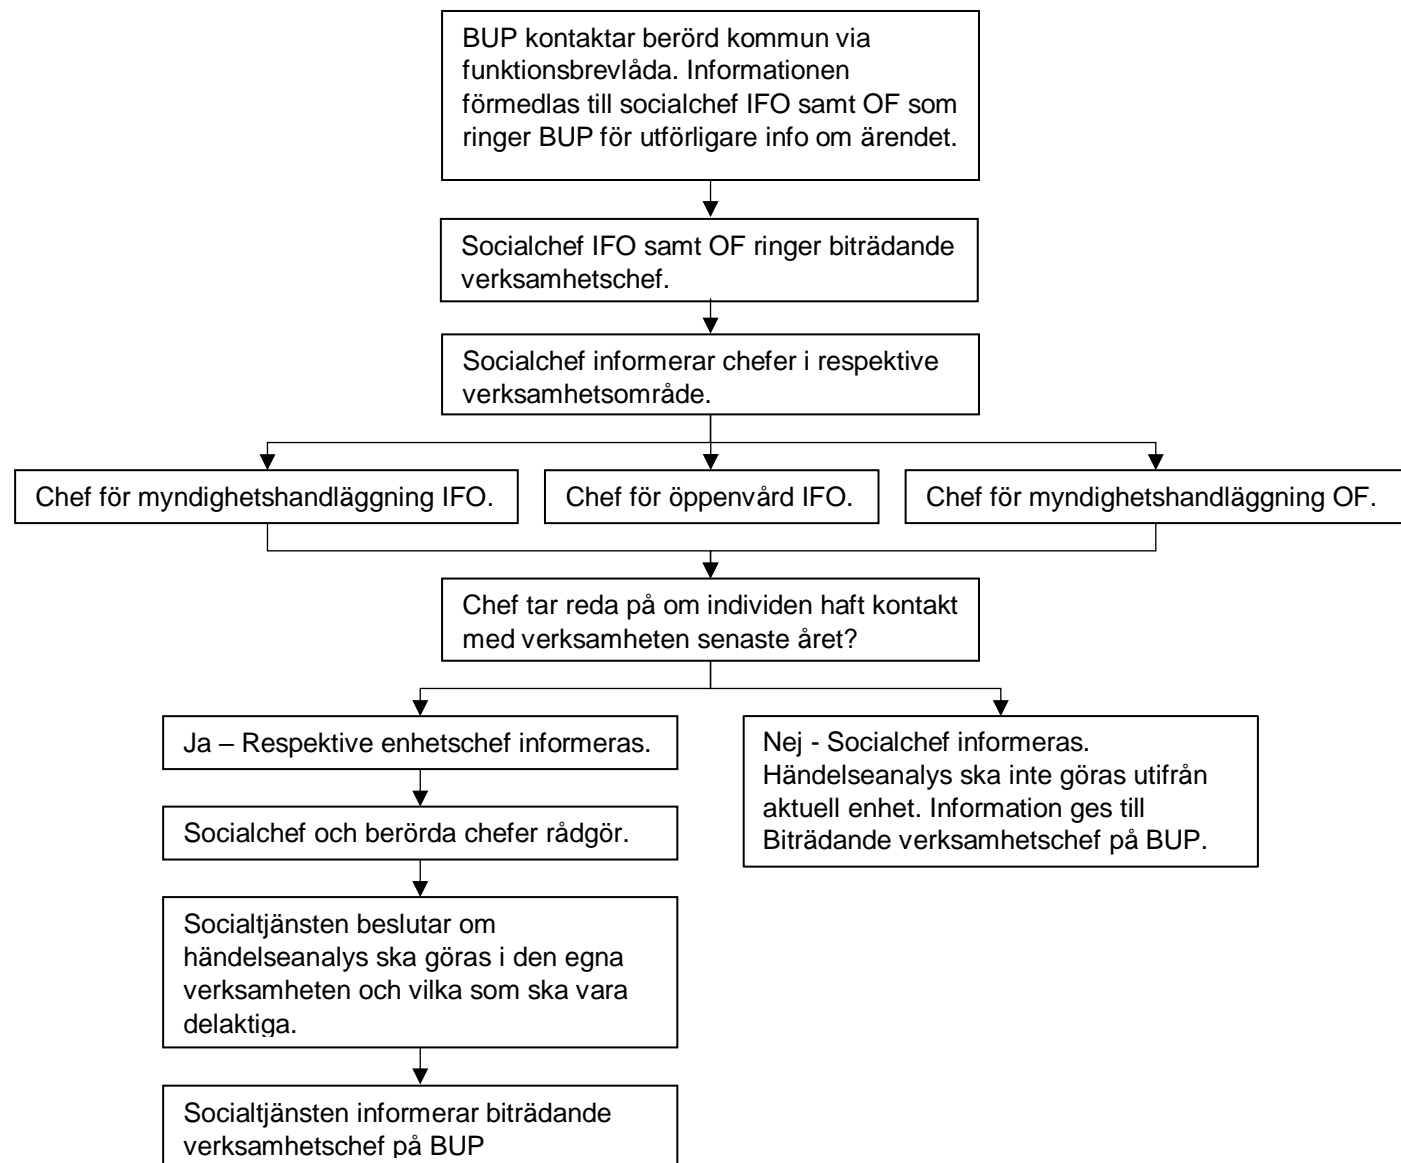 BUP kontaktar berörd kommun via
funktionsbrevlåda. Informationen
förmedlas till socialchef IFO samt OF som
ringer BUP för utförligare info om ärendet.
Socialchef IFO samt OF ringer biträdande
verksamhetschef.
Socialchef informerar chefer i respektive
verksamhetsområde.
Chef för myndighetshandläggning IFO.
Chef för öppenvård IFO.
Chef för myndighetshandläggning OF.
Chef tar reda på om individen haft kontakt
med verksamheten senaste året?
Ja – Respektive enhetschef informeras.
Socialchef och berörda chefer rådgör.
Socialtjänsten beslutar om
händelseanalys ska göras i den egna
verksamheten och vilka som ska vara
delaktiga.
Socialtjänsten informerar biträdande
verksamhetschef på BUP
Nej - Socialchef informeras.
Händelseanalys ska inte göras utifrån
aktuell enhet. Information ges till
Biträdande verksamhetschef på BUP.